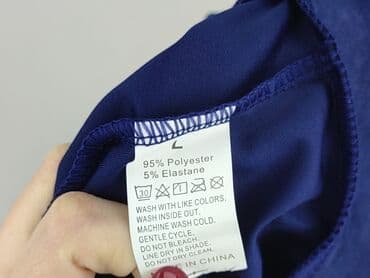 95% Polyester
5% Elastane
30
WASH WITH LIKE COLORS.
WASH INSIDE OUT.
MACHINE WASH COLD.
GENTLE CYCLE.
DO NOT BLEACH.
LINE DRY IN SHADE.
DO NOT DRY CLEAN.
IN CHINA